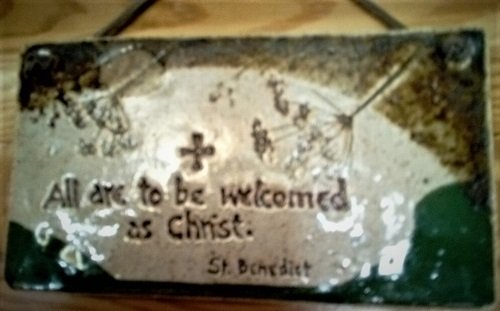 All are to be welcomed
as Christ.
St. Benedict